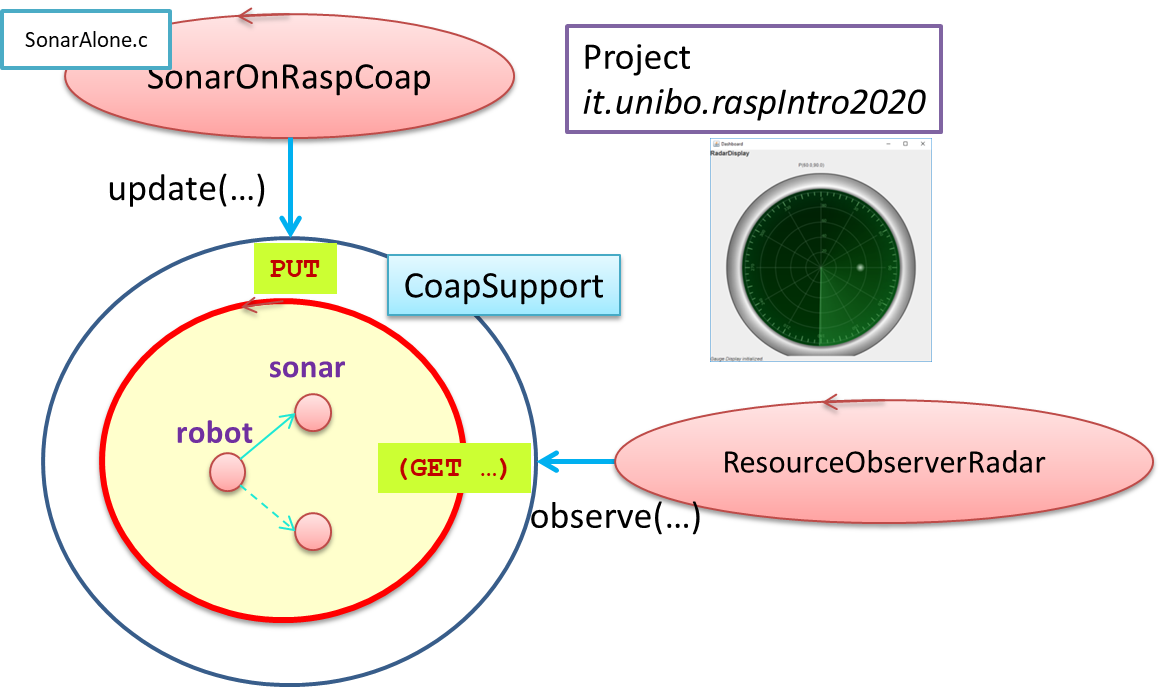 SonarAlone.c
SonarOnRaspCoap
Project
it.unibo.raspIntro2020
Dashboard
RadarDisplay
update(…)
PUT
CoapSupport
sonar
robot
(GET …)
ResourceObserverRadar
observe(…)
Gauge Display initialized